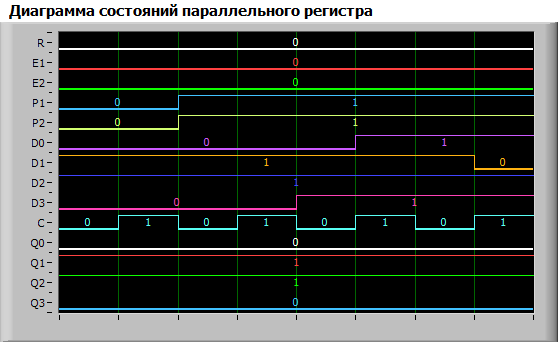 Диаграмма состояний параллельного регистра
R 0
E1 0
E2 0
P1 0 1
P2 0 1
D0 0 1
D1 1 0
D2 1
D3 0 1
C 0 1 0 1 0 1 0 1
Q0 0
Q1 1
Q2 1
Q3 0